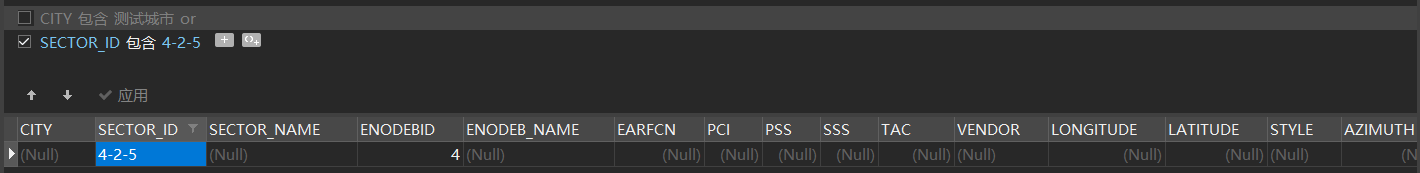 CITY 包含 测试城市 or
SECTOR_ID 包含 4-2-5
应用
CITY SECTOR_ID SECTOR_NAME ENODEBID ENODEB_NAME EARFCN PCI PSS SSS TAC VENDOR LONGITUDE LATITUDE STYLE AZIMUTH
(Null) 4-2-5 (Null) 4 (Null) (Null) (Null) (Null) (Null) (Null) (Null) (Null) (Null) (Null) (N